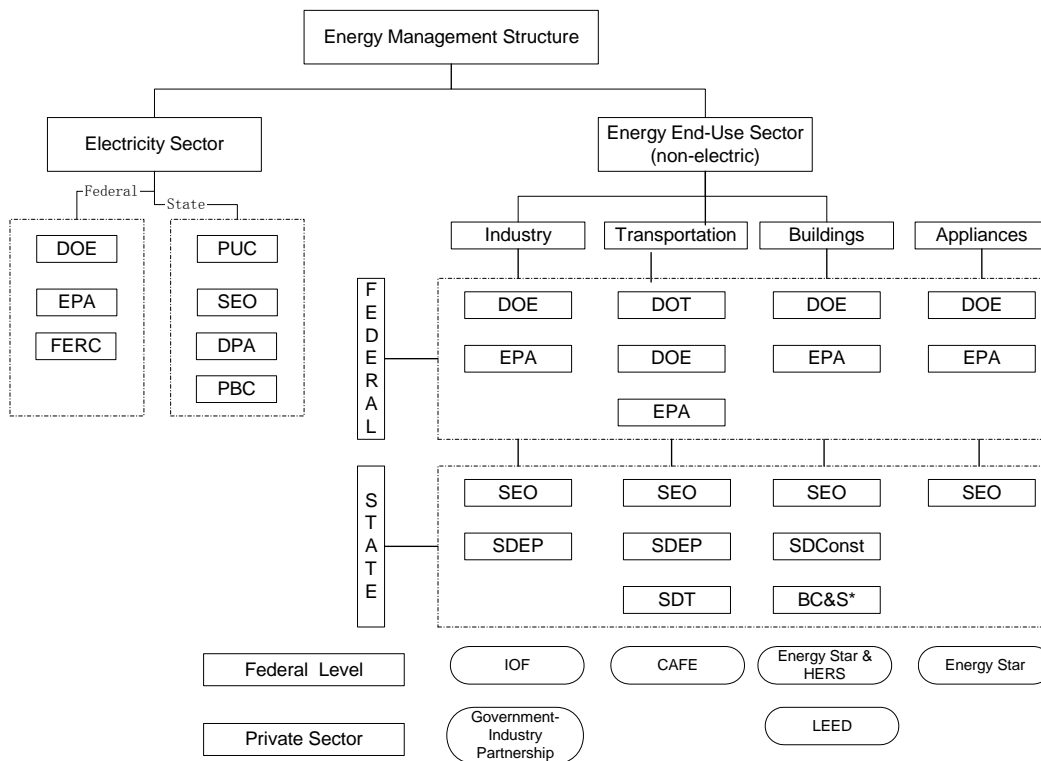 Energy Management Structure
Electricity Sector
Energy End-Use Sector
(non-electric)
Federal
State
DOE
EPA
FERC
PUC
SEO
DPA
PBC
Industry
Transportation
Buildings
Appliances
FEDERAL
DOE
DOT
DOE
DOE
EPA
DOE
EPA
EPA
EPA
STATE
SEO
SEO
SEO
SEO
SDEP
SDEP
SDConst
SDT
BC&S*
Federal Level
IOF
CAFE
Energy Star &
HERS
Energy Star
Private Sector
Government-
Industry
Partnership
LEED